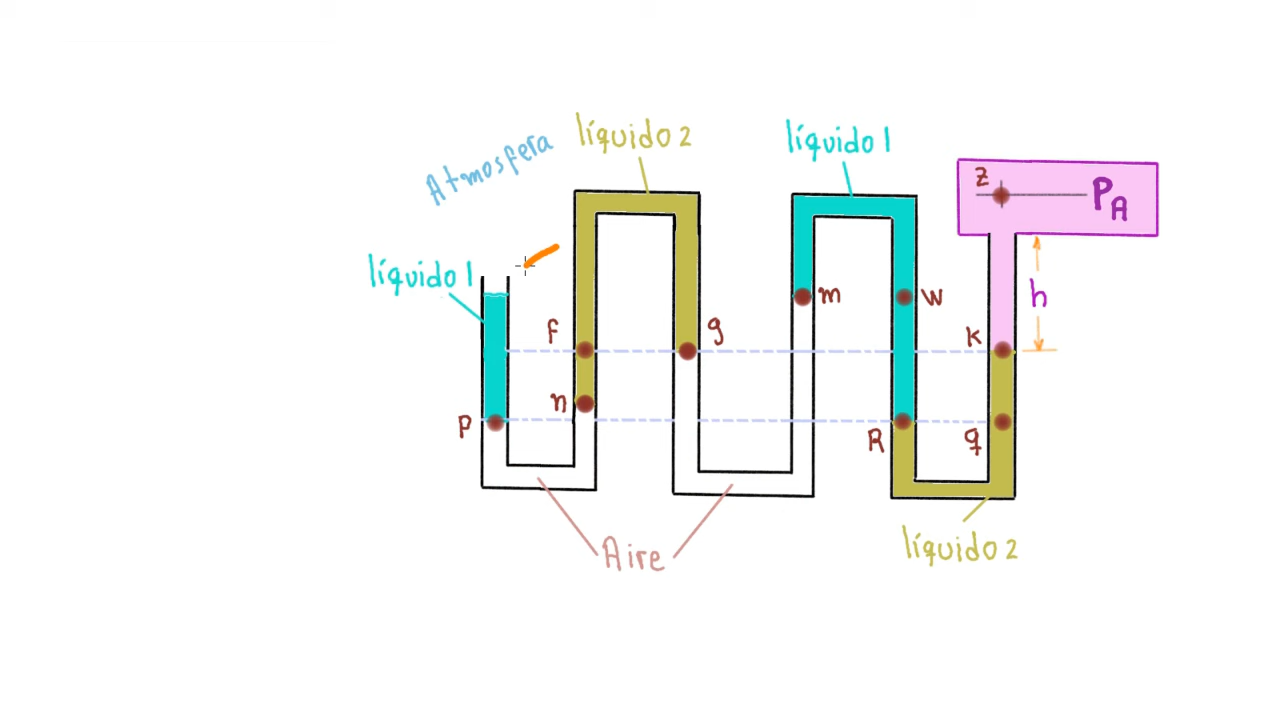 líquido 2
líquido 1
Atmosfera
z
PA
líquido 1
h
m
w
f
g
k
n
P
R
q
Aire
líquido 2